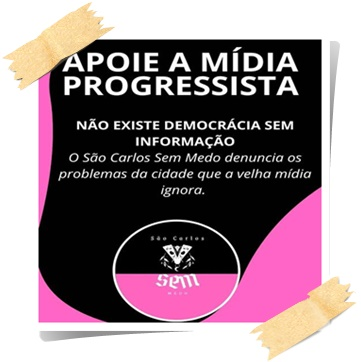 APOIE A MÍDIA
PROGRESSISTA
NÃO EXISTE DEMOCRÁCIA SEM
INFORMAÇÃO
O São Carlos Sem Medo denuncia os
problemas da cidade que a velha mídia
ignora.
São Carlos
sem
MEDO